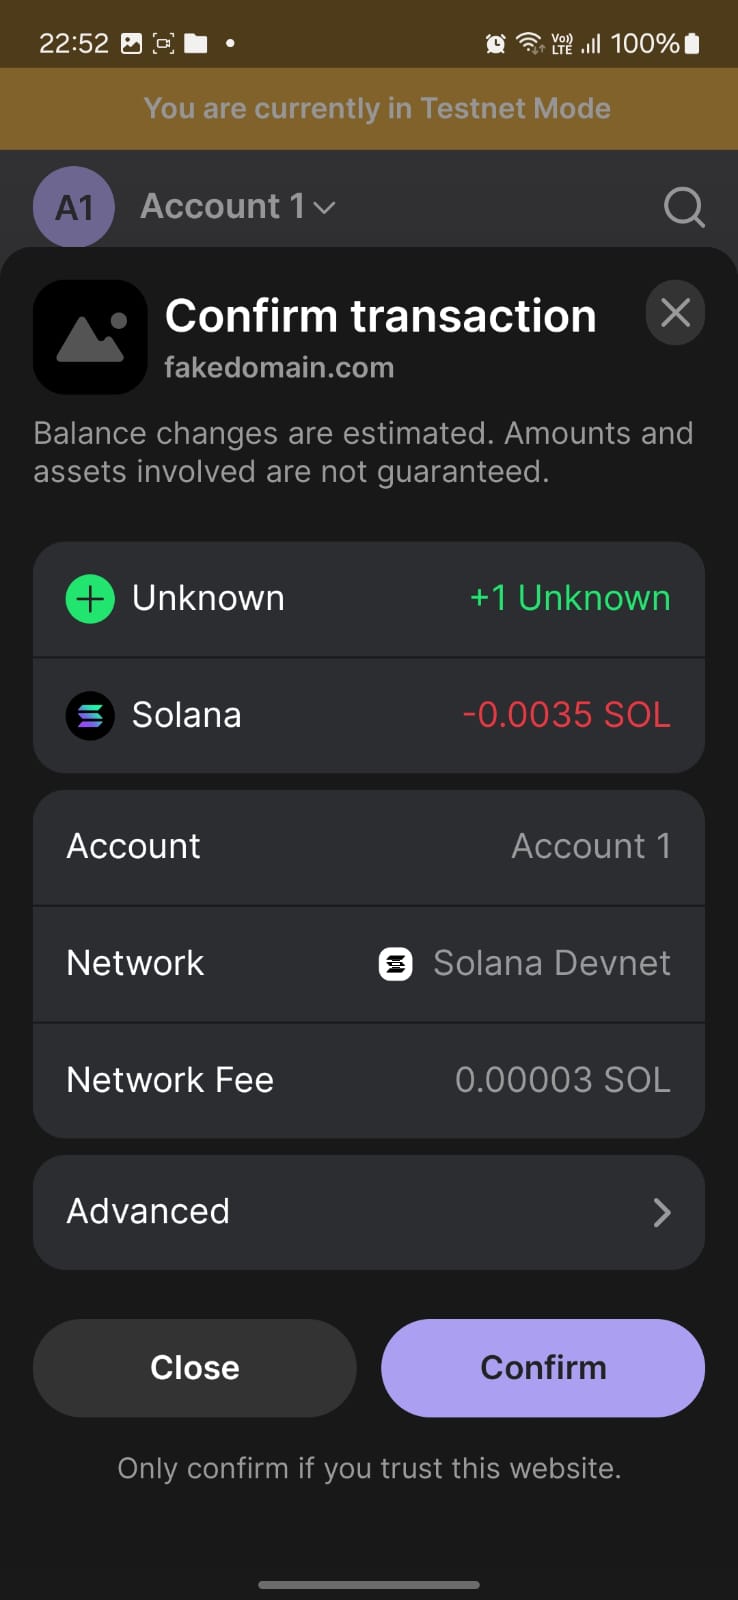 22:52
Vo)) LTE 100%
You are currently in Testnet Mode
A1 Account 1
Confirm transaction
fakedomain.com
Balance changes are estimated. Amounts and
assets involved are not guaranteed.
Unknown +1 Unknown
Solana -0.0035 SOL
Account Account 1
Network Solana Devnet
Network Fee 0.00003 SOL
Advanced
Close Confirm
Only confirm if you trust this website.